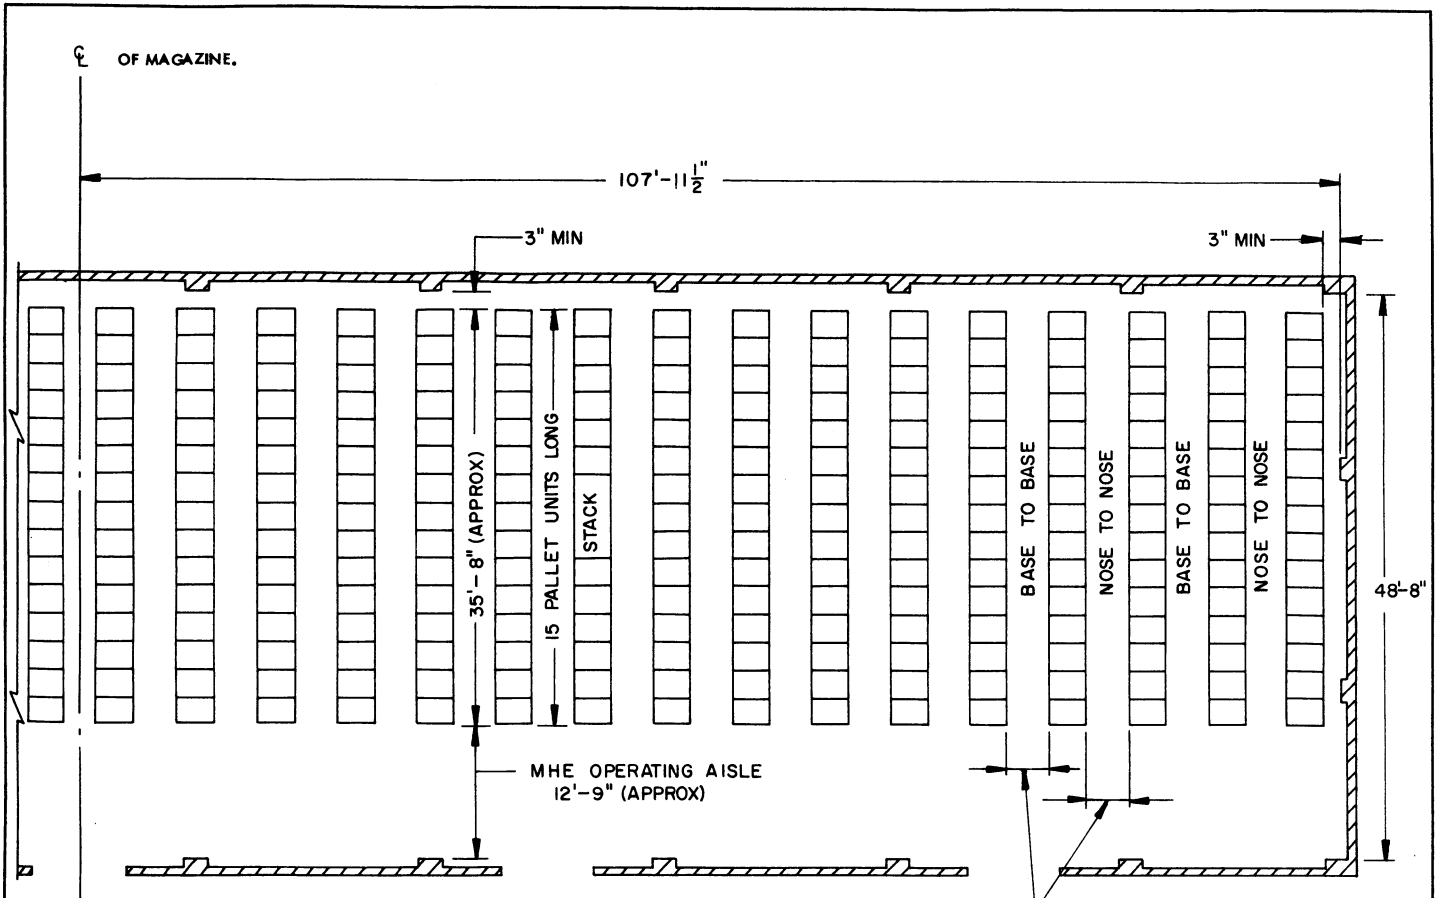 ℄ OF MAGAZINE.
107'-11 1/2"
3" MIN
3" MIN
35'-8" (APPROX)
15 PALLET UNITS LONG
STACK
BASE TO BASE
NOSE TO NOSE
BASE TO BASE
NOSE TO NOSE
48'-8"
MHE OPERATING AISLE
12'-9" (APPROX)